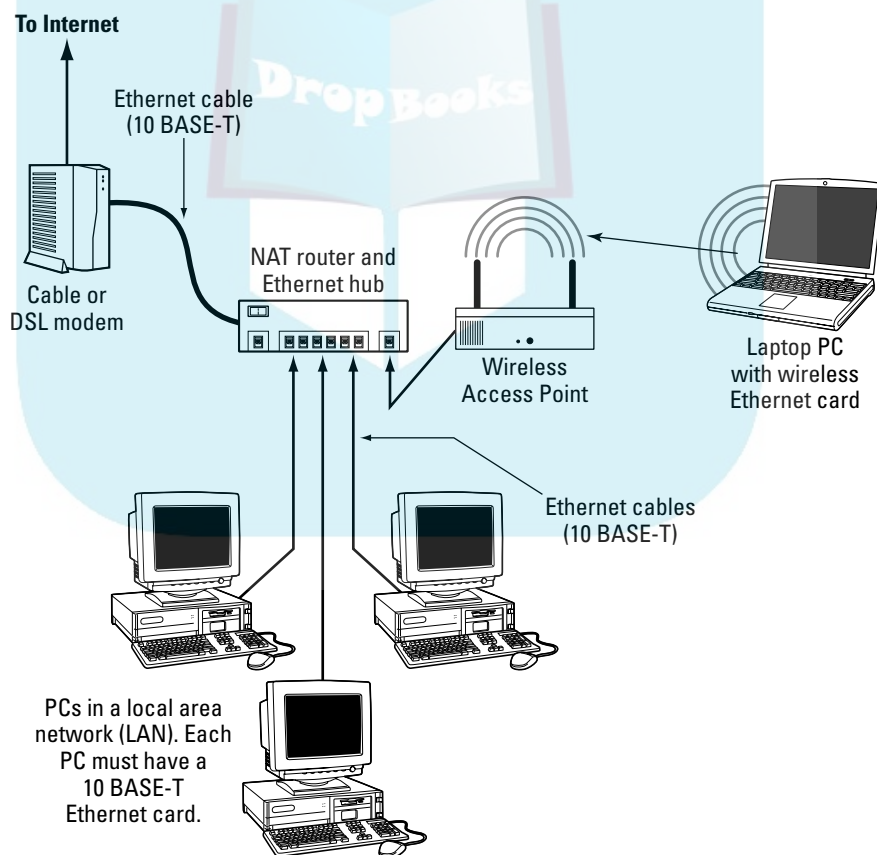 To Internet
Drop Books
Ethernet cable
(10 BASE-T)
NAT router and
Ethernet hub
Cable or
DSL modem
Wireless
Access Point
Laptop PC
with wireless
Ethernet card
Ethernet cables
(10 BASE-T)
PCs in a local area
network (LAN). Each
PC must have a
10 BASE-T
Ethernet card.